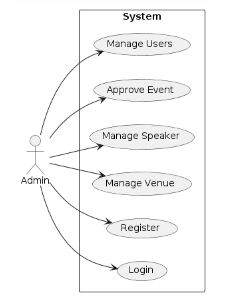 System
Manage Users
Approve Event
Manage Speaker
Admin
Manage Venue
Register
Login